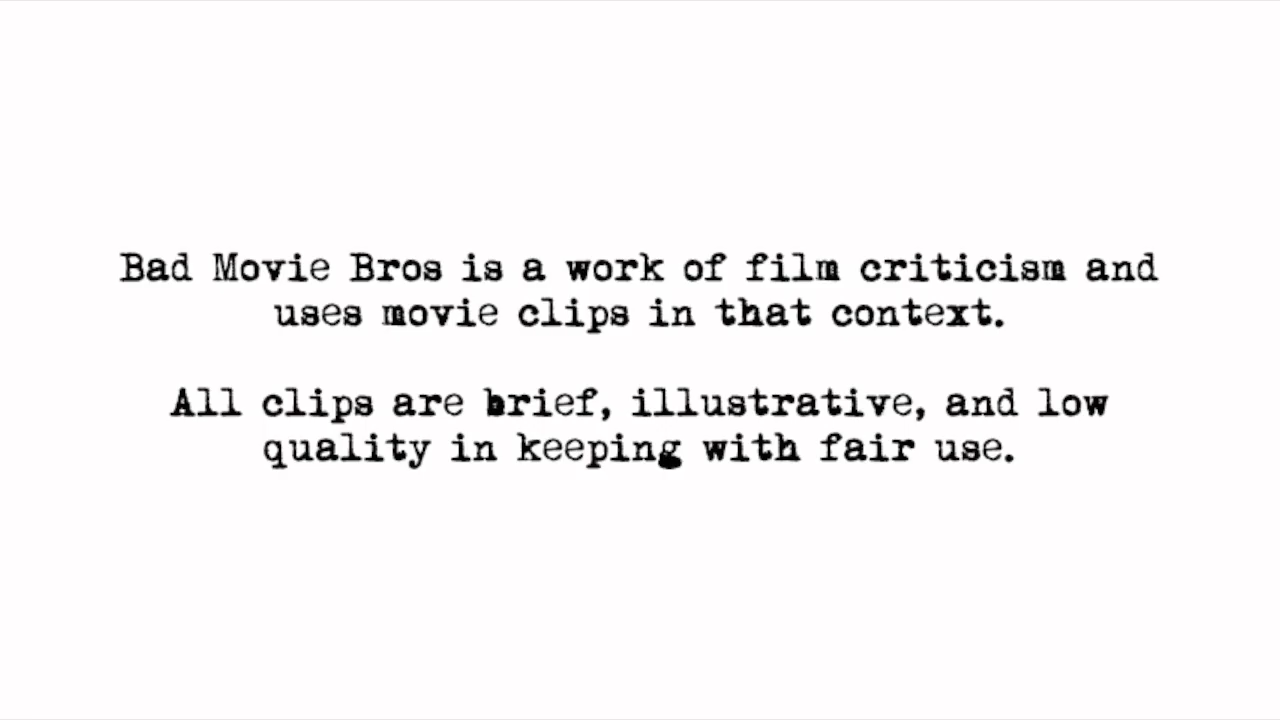 Bad Movie Bros is a work of film criticism and
uses movie clips in that context.
All clips are brief, illustrative, and low
quality in keeping with fair use.